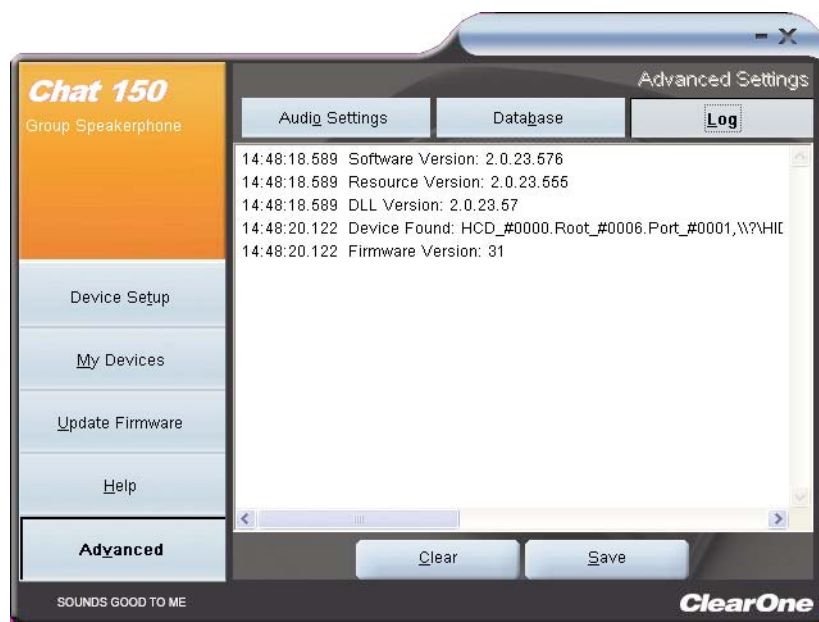 Chat 150
Group Speakerphone
Advanced Settings
Audio Settings
Database
Log
14:48:18.589 Software Version: 2.0.23.576
14:48:18.589 Resource Version: 2.0.23.555
14:48:18.589 DLL Version: 2.0.23.57
14:48:20.122 Device Found: HCD_#0000.Root_#0006.Port_#0001,\\?\HID
14:48:20.122 Firmware Version: 31
Device Setup
My Devices
Update Firmware
Help
Advanced
Clear
Save
SOUNDS GOOD TO ME
ClearOne